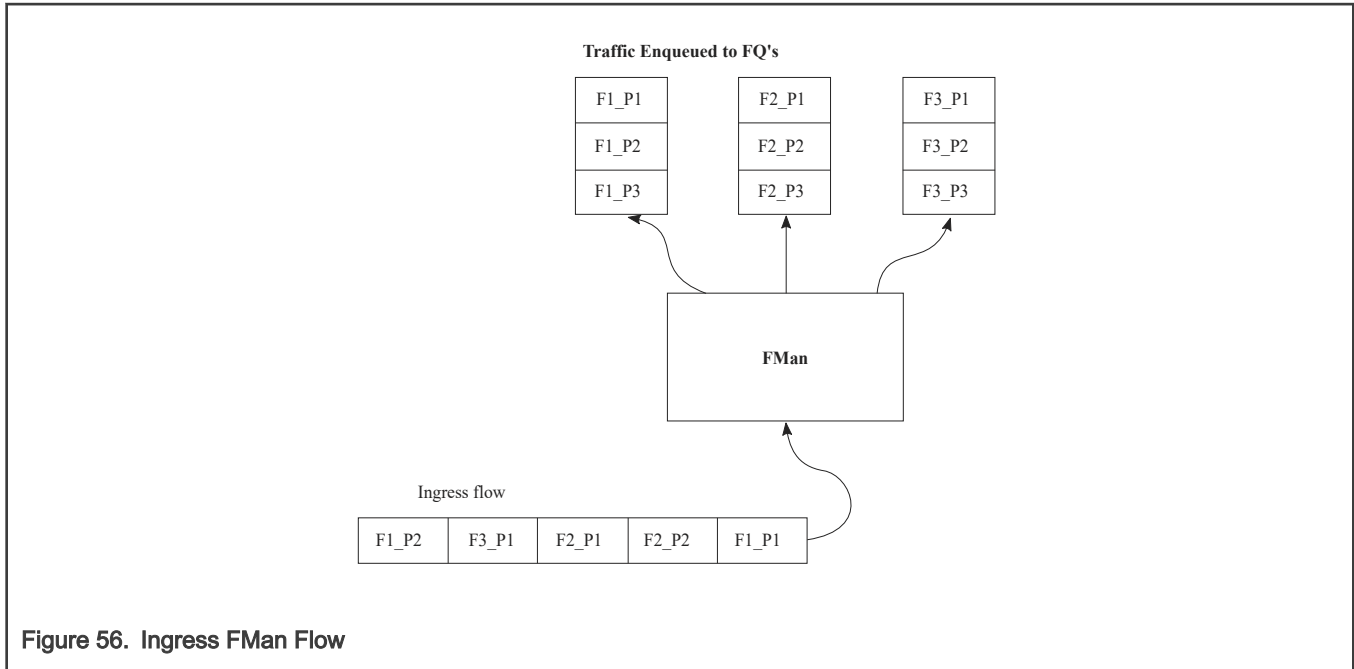 Traffic Enqueued to FQ's
F1_P1 F2_P1 F3_P1
F1_P2 F2_P2 F3_P2
F1_P3 F2_P3 F3_P3
FMan
Ingress flow
F1_P2 F3_P1 F2_P1 F2_P2 F1_P1
Figure 56. Ingress FMan Flow